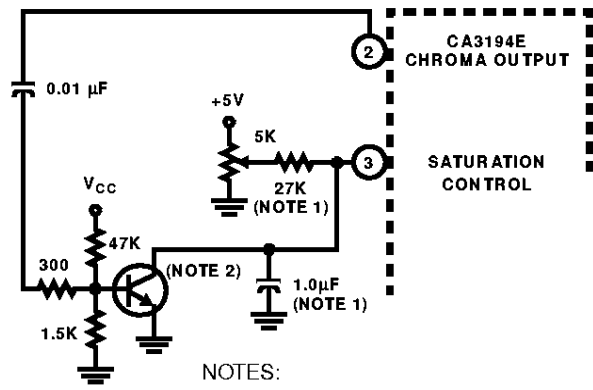 2
CA3194E
CHROMA OUTPUT
0.01 µF
+5V
5K
3
SATURATION
CONTROL
27K
(NOTE 1)
VCC
47K
(NOTE 2)
300
1.0µF
(NOTE 1)
1.5K
NOTES: